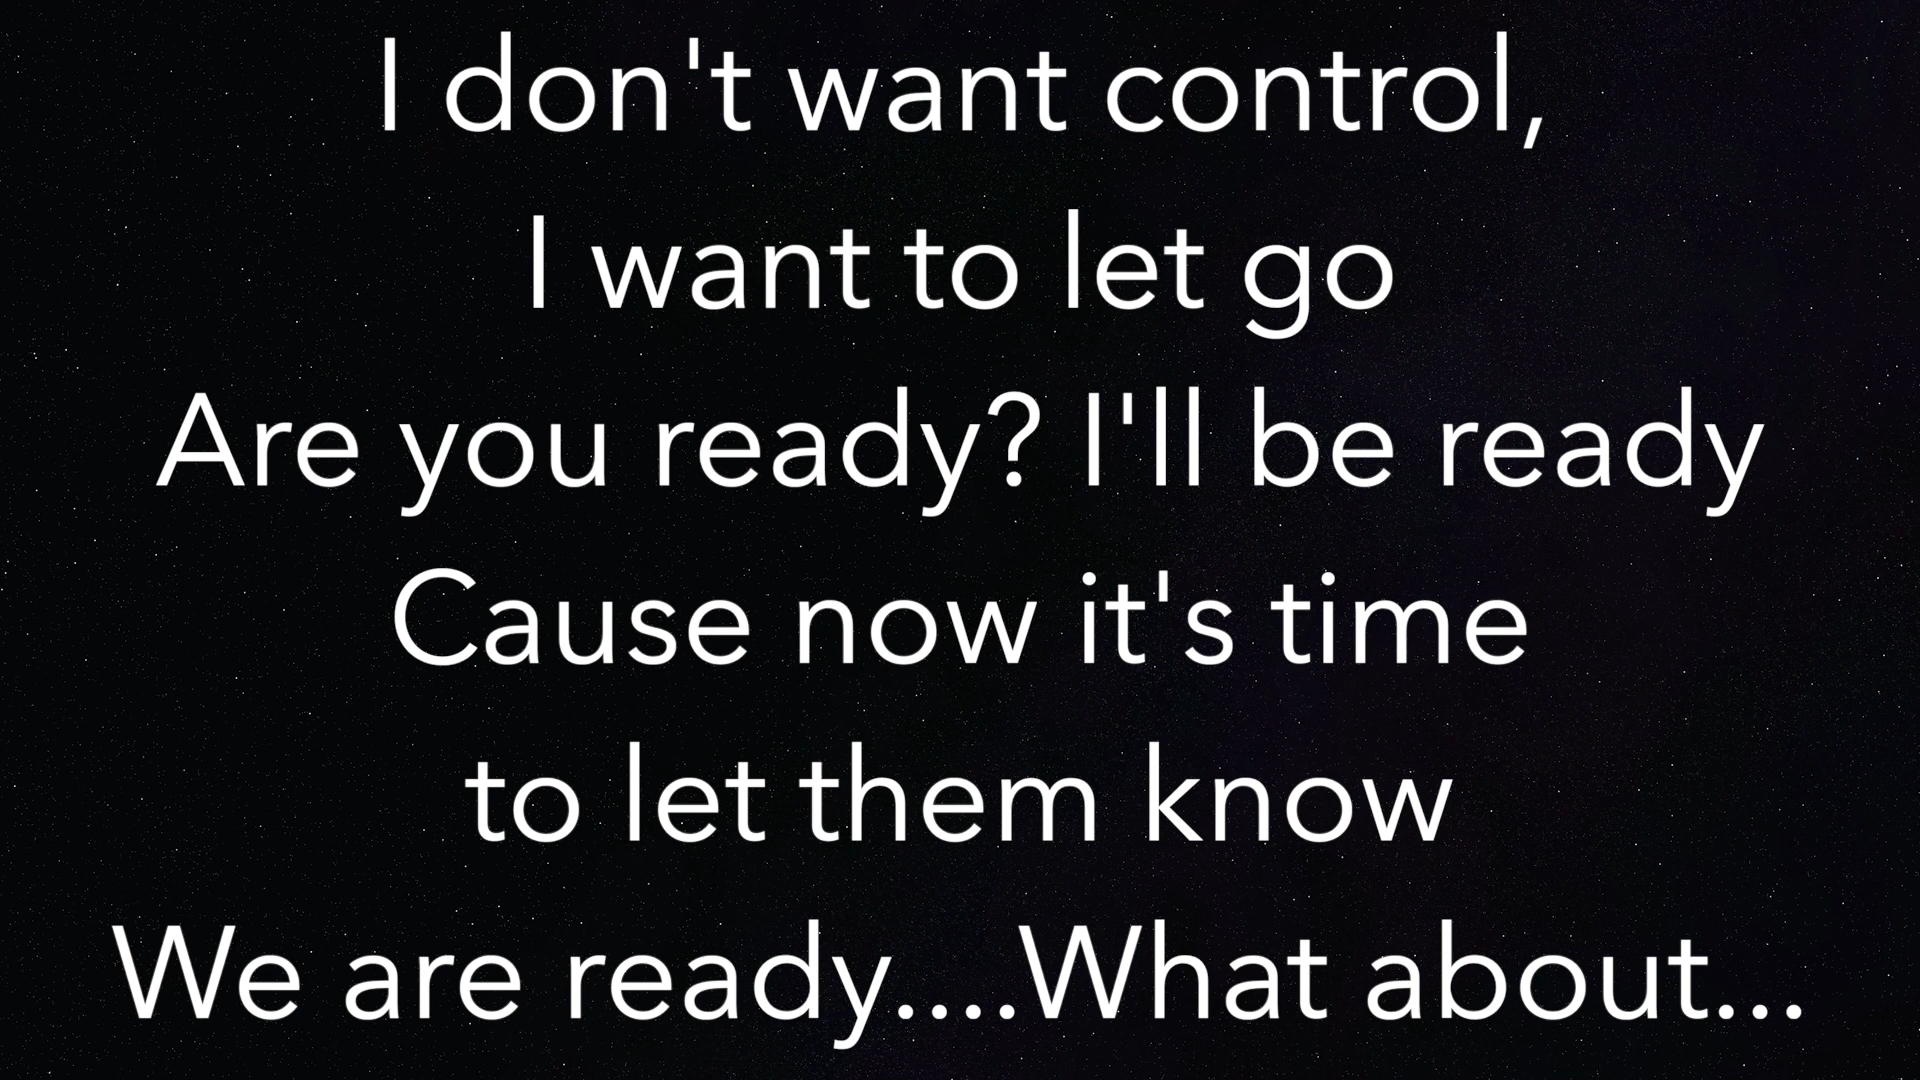 I don't want control,
I want to let go
Are you ready? I'll be ready
Cause now it's time
to let them know
We are ready....What about...